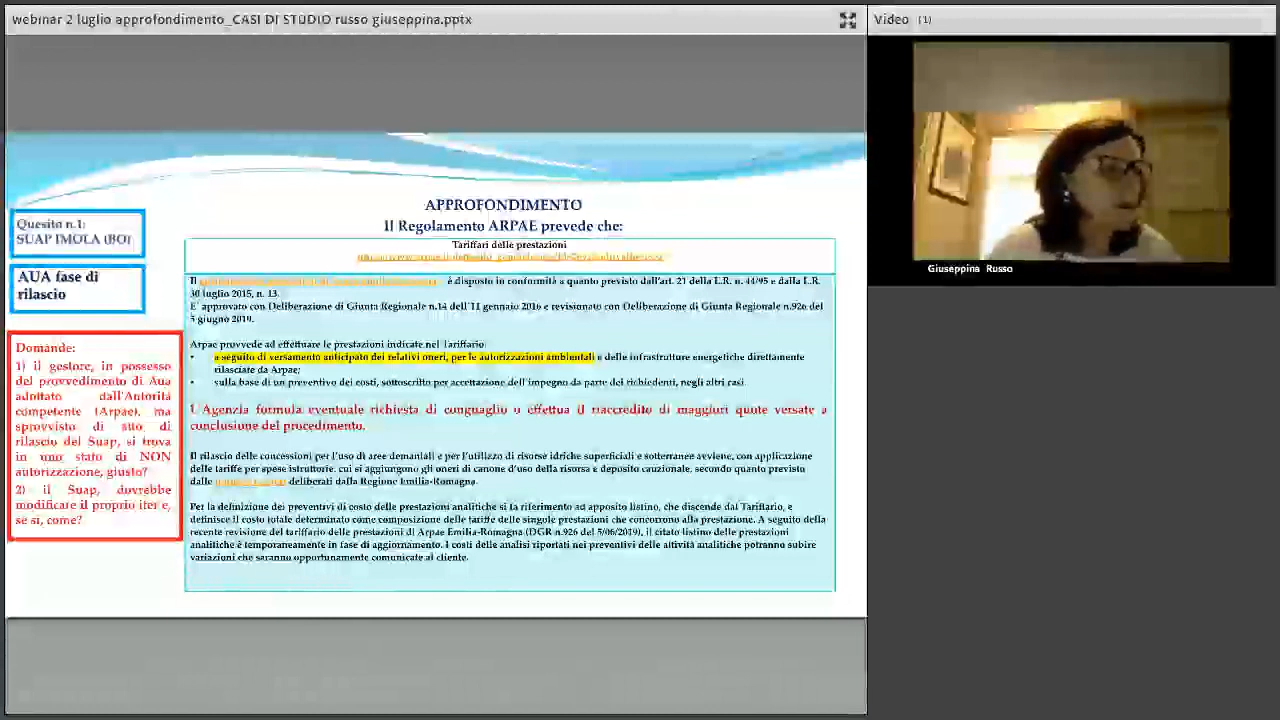 webinar 2 luglio approfondimento_CASI DI STUDIO russo giuseppina.pptx
Video (1)
Giuseppina Russo
APPROFONDIMENTO
Il Regolamento ARPAE prevede che:
Quesito n.1:
SUAP IMOLA (BO)
AUA fase di
rilascio
Domande:
1) il gestore, in possesso
del provvedimento di Aua
adottato dall'Autorità
competente (Arpae), ma
sprovvisto di atto di
rilascio del Suap, si trova
in uno stato di NON
autorizzazione, giusto?
2) il Suap, dovrebbe
modificare il proprio iter e,
se si, come?
Tariffari delle prestazioni
Il è disposto in conformità a quanto previsto dall'art. 21 della L.R. n. 44/95 e dalla L.R.
30 luglio 2015, n. 13.
E' approvato con Deliberazione di Giunta Regionale n.14 dell'11 gennaio 2016 e revisionato con Deliberazione di Giunta Regionale n.926 del
5 giugno 2019.
Arpae provvede ad effettuare le prestazioni indicate nel Tariffario:
• a seguito di versamento anticipato dei relativi oneri, per le autorizzazioni ambientali e delle infrastrutture energetiche direttamente
rilasciate da Arpae;
• sulla base di un preventivo dei costi, sottoscritto per accettazione dell'impegno da parte dei richiedenti, negli altri casi.
L'Agenzia formula eventuale richiesta di conguaglio o effettua il riaccredito di maggiori quote versate a
conclusione del procedimento.
Il rilascio delle concessioni per l'uso di aree demaniali e per l'utilizzo di risorse idriche superficiali e sotterranee avviene, con applicazione
delle tariffe per spese istruttorie, cui si aggiungono gli oneri di canone d'uso della risorsa e deposito cauzionale, secondo quanto previsto
dalle deliberati dalla Regione Emilia-Romagna.
Per la definizione dei preventivi di costo delle prestazioni analitiche si fa riferimento ad apposito listino, che discende dal Tariffario, e
definisce il costo totale determinato come composizione delle tariffe delle singole prestazioni che concorrono alla prestazione. A seguito della
recente revisione del tariffario delle prestazioni di Arpae Emilia-Romagna (DGR n.926 del 5/06/2019), il citato listino delle prestazioni
analitiche è temporaneamente in fase di aggiornamento. I costi delle analisi riportati nei preventivi delle attività analitiche potranno subire
variazioni che saranno opportunamente comunicate al cliente.